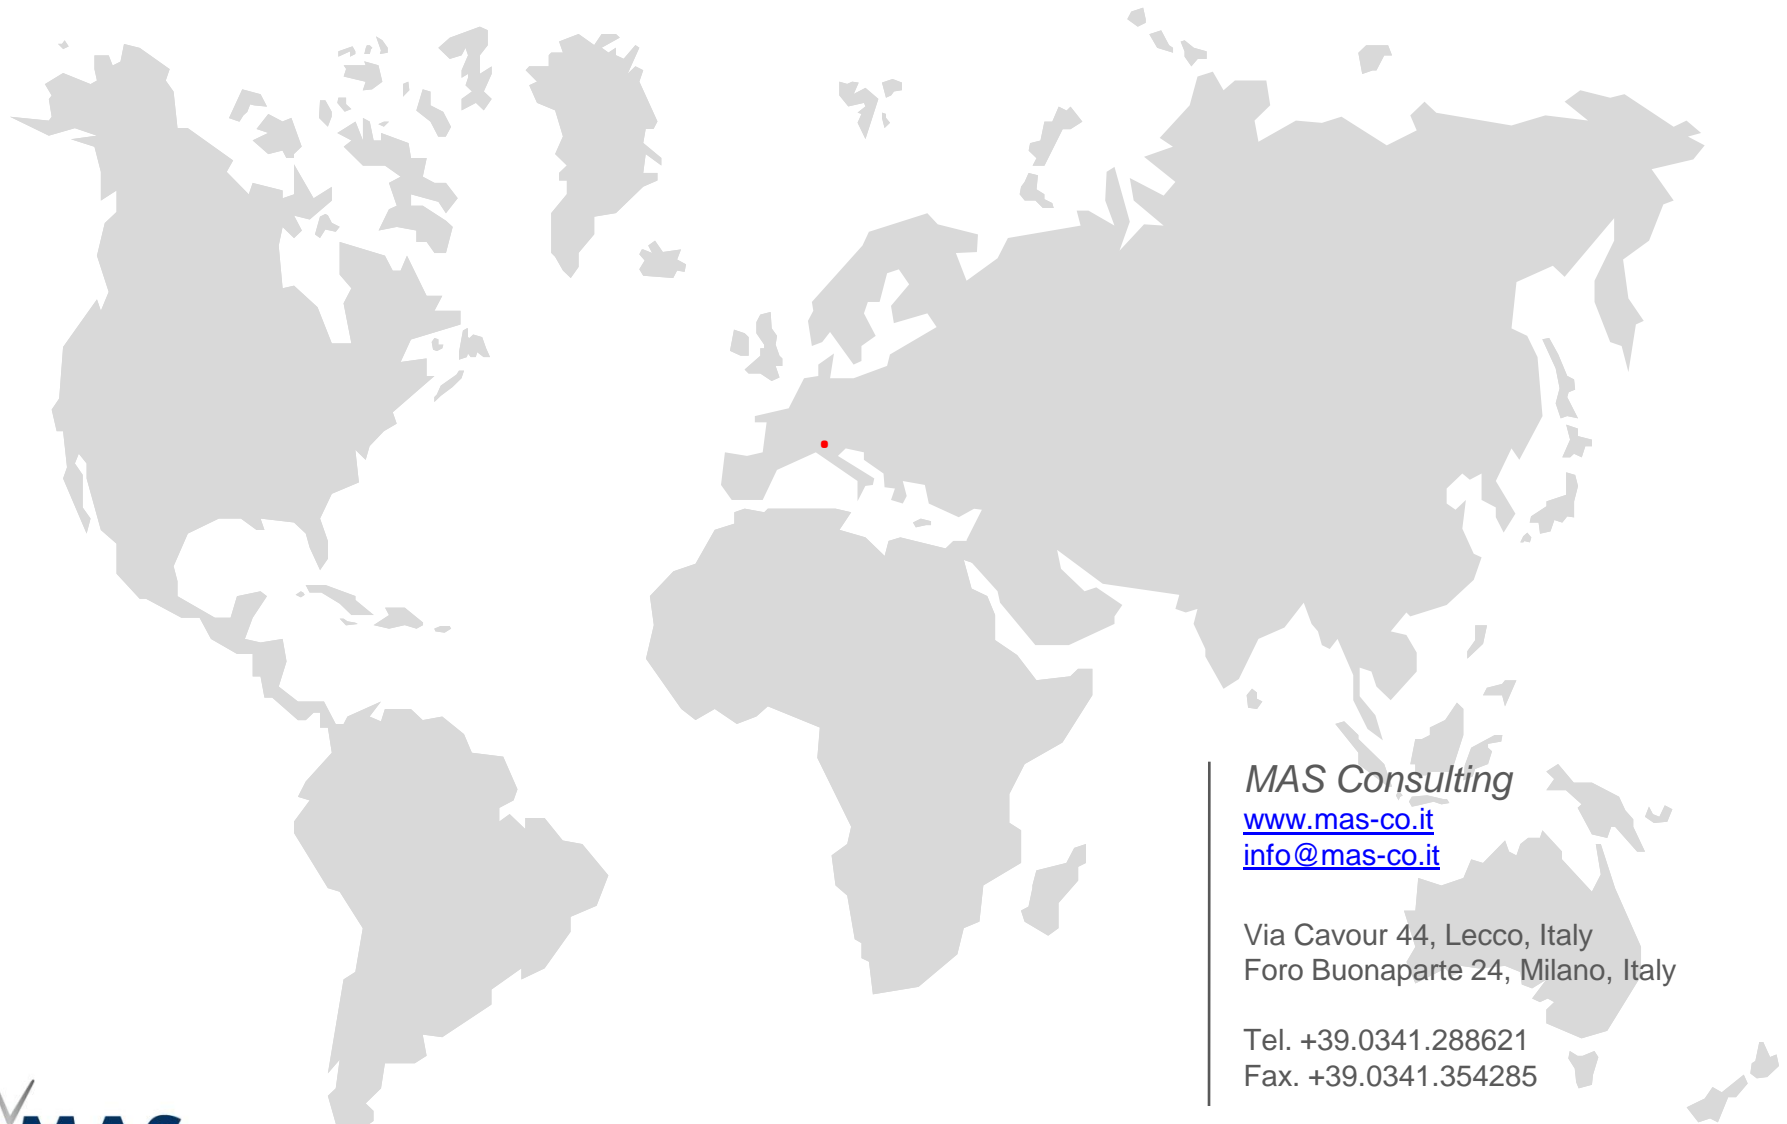 MAS Consulting
www.mas-co.it
info@mas-co.it
Via Cavour 44, Lecco, Italy
Foro Buonaparte 24, Milano, Italy
Tel. +39.0341.288621
Fax. +39.0341.354285
MAS